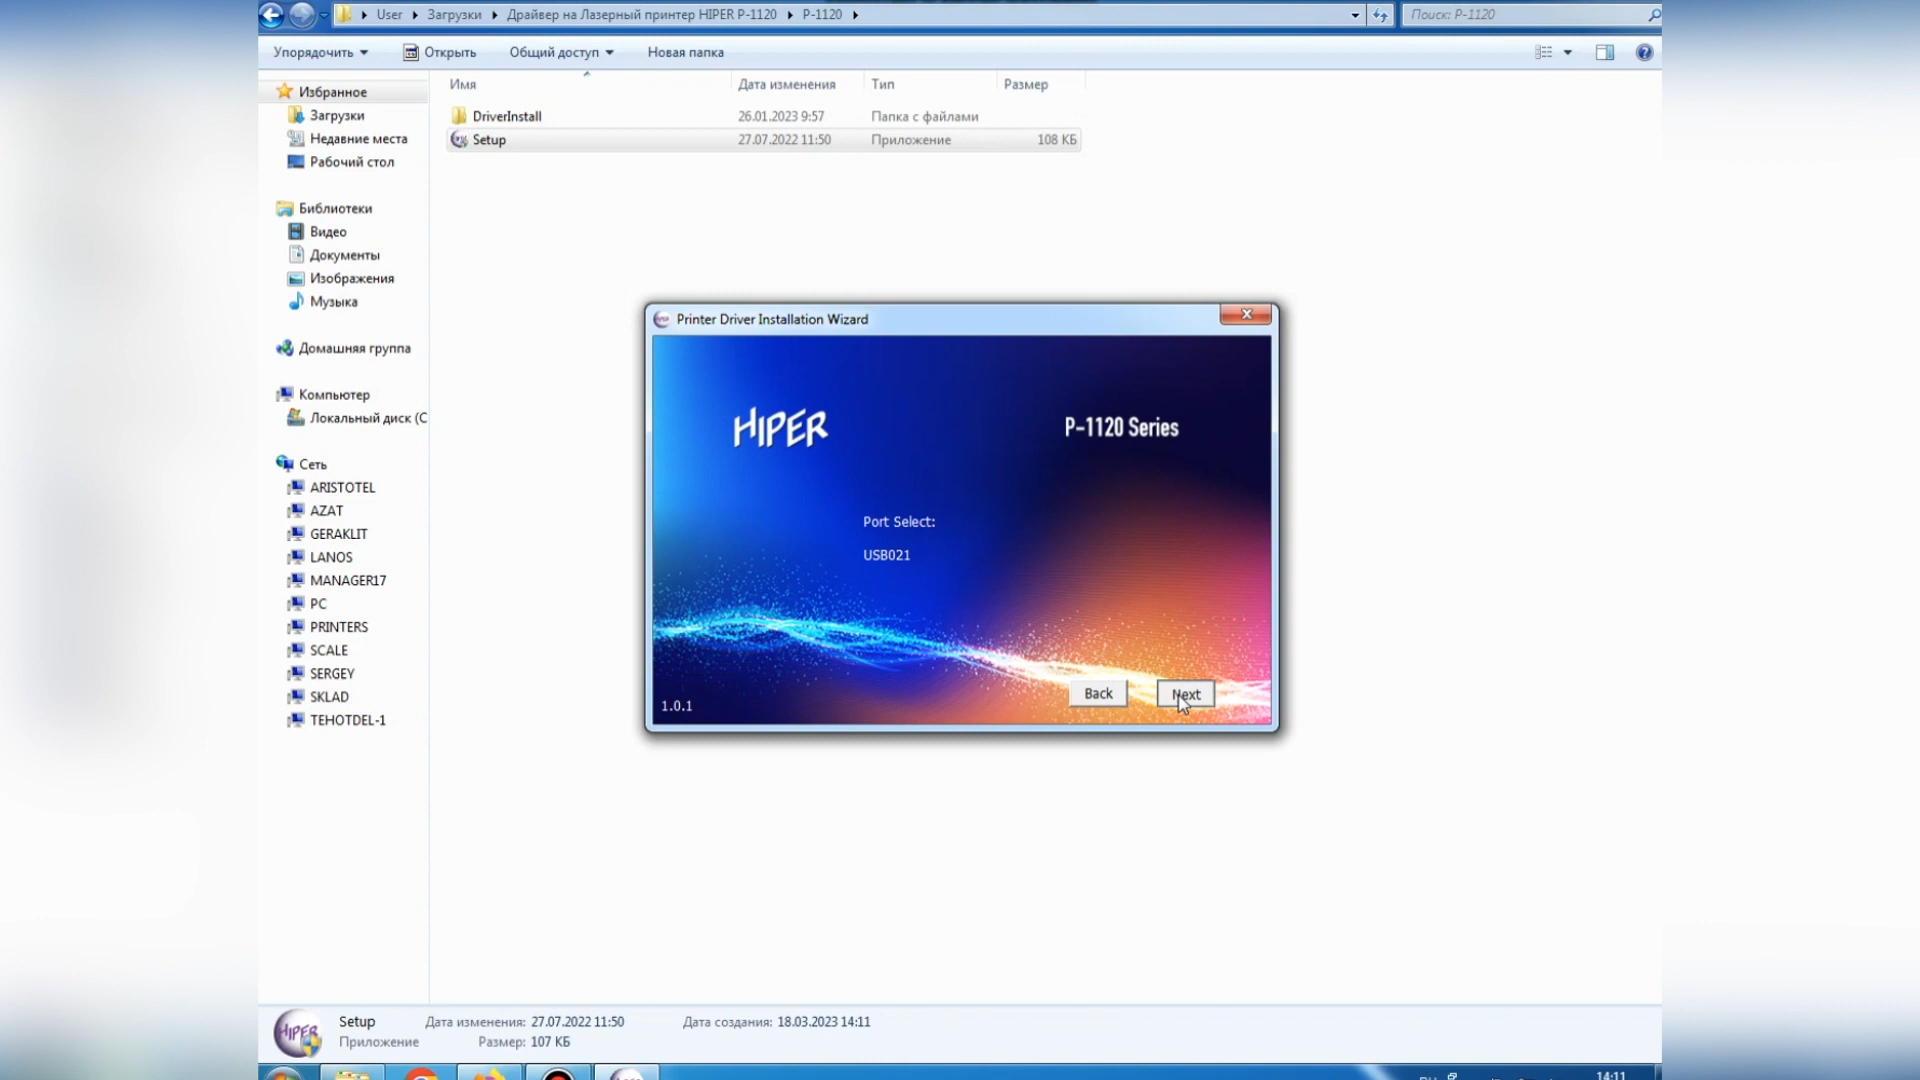 User ▸ Загрузки ▸ Драйвер на Лазерный принтер HIPER P-1120 ▸ P-1120 ▸
Поиск: P-1120
Упорядочить
Открыть
Общий доступ
Новая папка
Имя
Дата изменения
Тип
Размер
DriverInstall
26.01.2023 9:57
Папка с файлами
Setup
27.07.2022 11:50
Приложение
108 КБ
Избранное
Загрузки
Недавние места
Рабочий стол
Библиотеки
Видео
Документы
Изображения
Музыка
Домашняя группа
Компьютер
Локальный диск (C
Сеть
ARISTOTEL
AZAT
GERAKLIT
LANOS
MANAGER17
PC
PRINTERS
SCALE
SERGEY
SKLAD
TEHOTDEL-1
Printer Driver Installation Wizard
HIPER
P-1120 Series
Port Select:
USB021
1.0.1
Back
Next
HIPER
Setup
Дата изменения: 27.07.2022 11:50
Дата создания: 18.03.2023 14:11
Приложение
Размер: 107 КБ
14:11